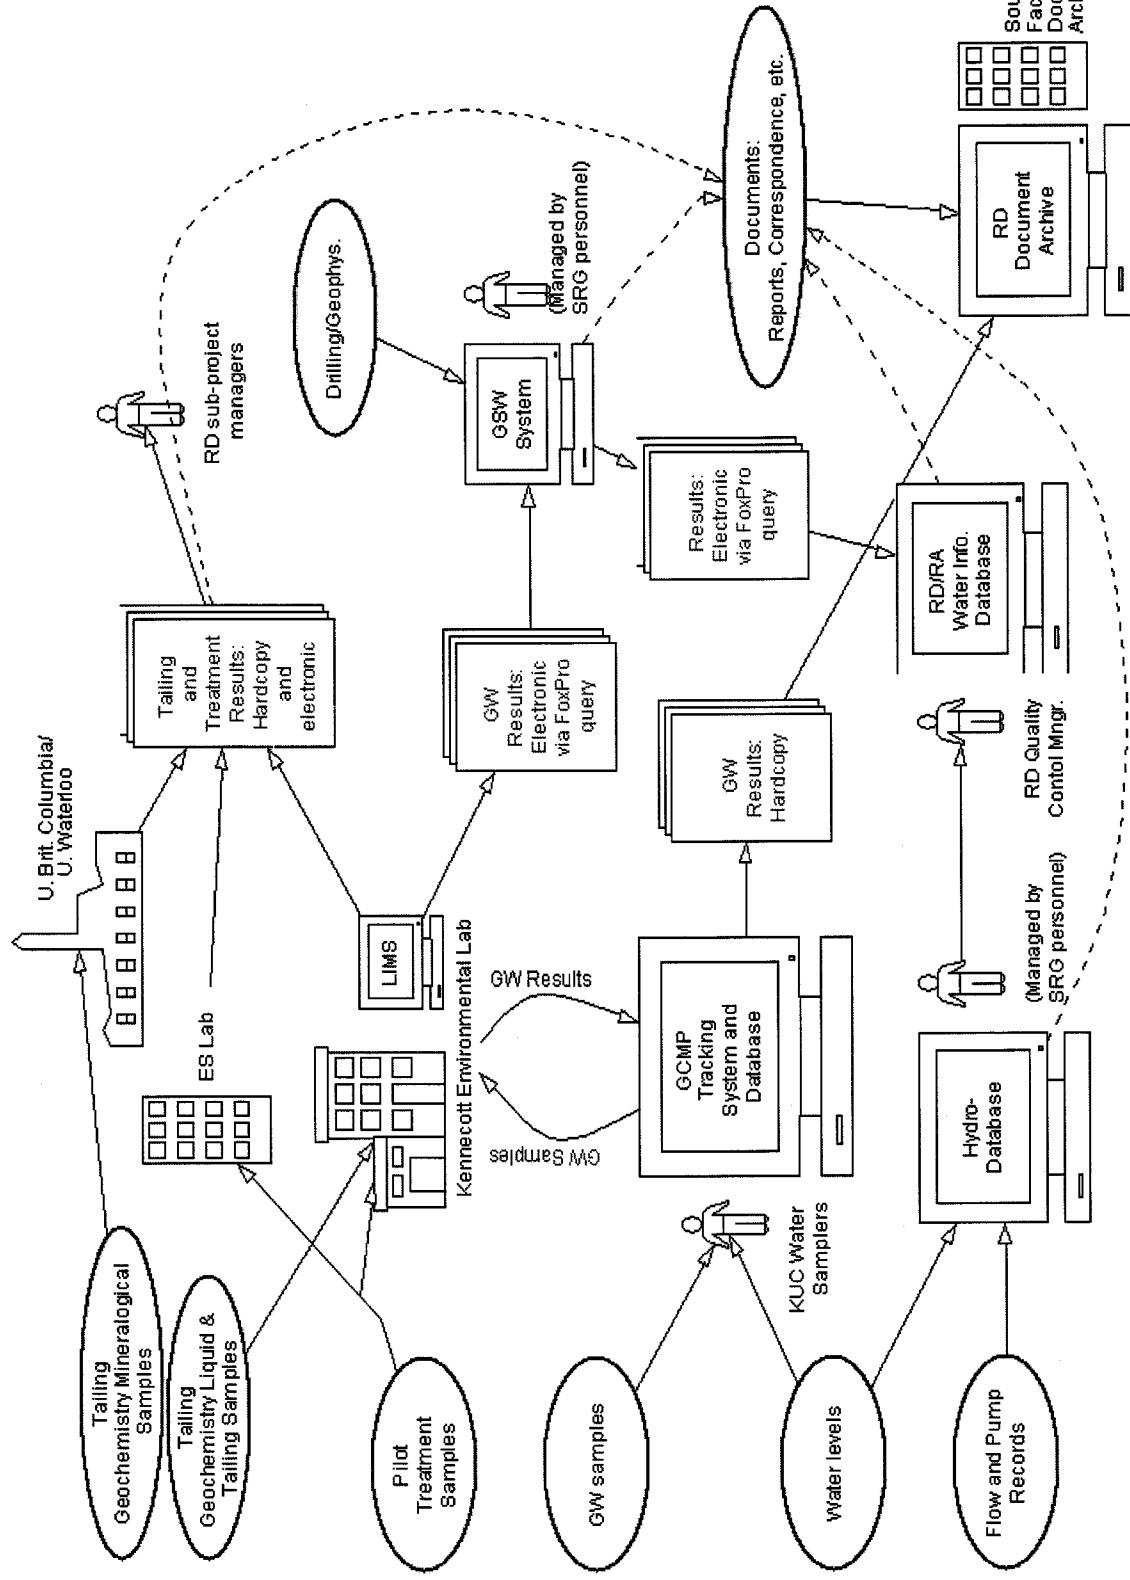 Tailing
Geochemistry Mineralogical
Samples
Tailing
Geochemistry Liquid &
Tailing Samples
Pilot
Treatment
Samples
GW samples
Water levels
Flow and Pump
Records
U. Brit. Columbia/
U. Waterloo
ES Lab
LIMS
Kennecott Environmental Lab
GW Results
GW Samples
GCMP
Tracking
System and
Database
KUC Water
Samplers
Hydro-
Database
(Managed by
SRG personnel)
RD Quality
Contol Mngr.
Tailing
and
Treatment
Results:
Hardcopy
and
electronic
GW
Results:
Electronic
via FoxPro
query
GW
Results:
Hardcopy
RD sub-project
managers
Drilling/Geophys.
GSW
System
(Managed by
SRG personnel)
Results:
Electronic
via FoxPro
query
RD/RA
Water Info.
Database
Documents:
Reports, Correspondence, etc.
RD
Document
Archive
Sou
Fac
Doc
Arc